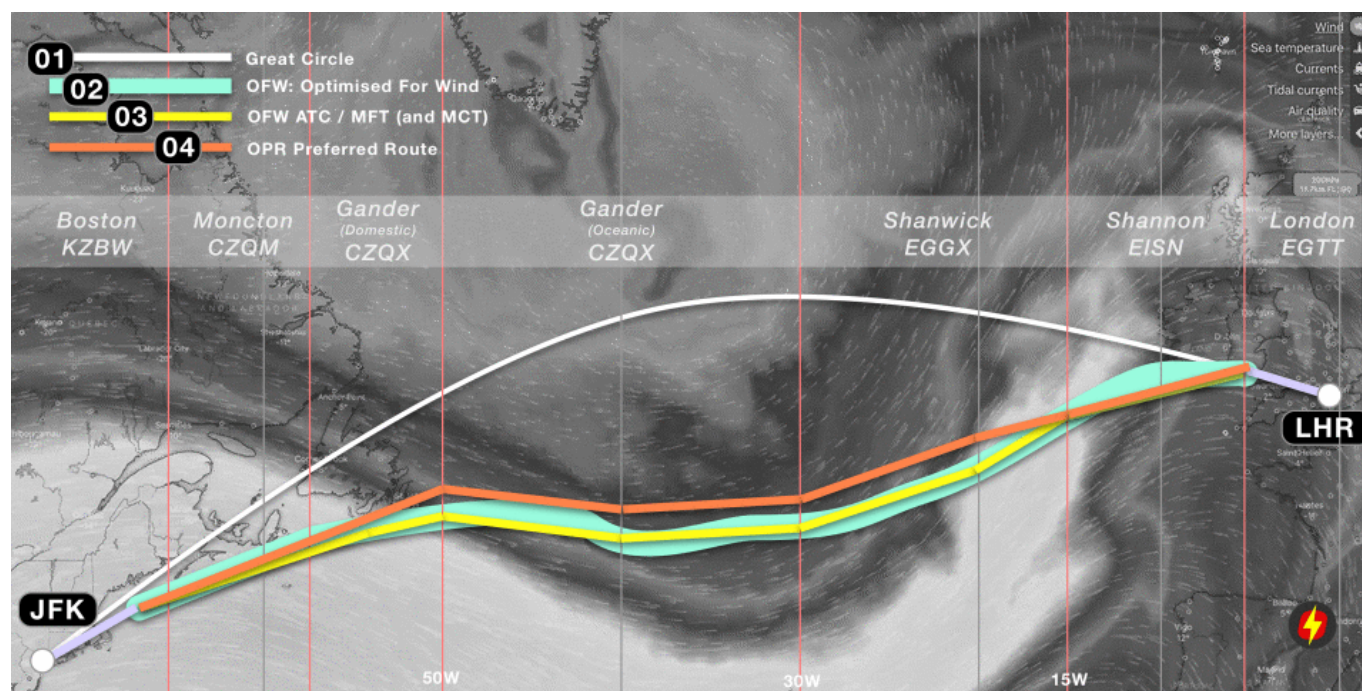 01 Great Circle
02 OFW: Optimised For Wind
03 OFW ATC / MFT (and MCT)
04 OPR Preferred Route
Wind
Sea temperature
Currents
Tidal currents
Air quality
More layers...
Boston
KZBW
Moncton
CZQM
Gander
(Domestic)
CZQX
Gander
(Oceanic)
CZQX
Shanwick
EGGX
Shannon
EISN
London
EGTT
Labrador City
JFK
LHR
50W
30W
15W